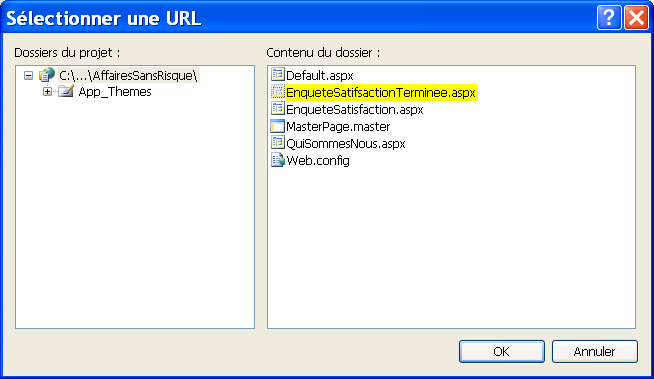 Sélectionner une URL
Dossiers du projet :
C:\...\AffairesSansRisque\
App_Themes
Contenu du dossier :
Default.aspx
EnqueteSatifsactionTerminee.aspx
EnqueteSatisfaction.aspx
MasterPage.master
QuiSommesNous.aspx
Web.config
OK
Annuler